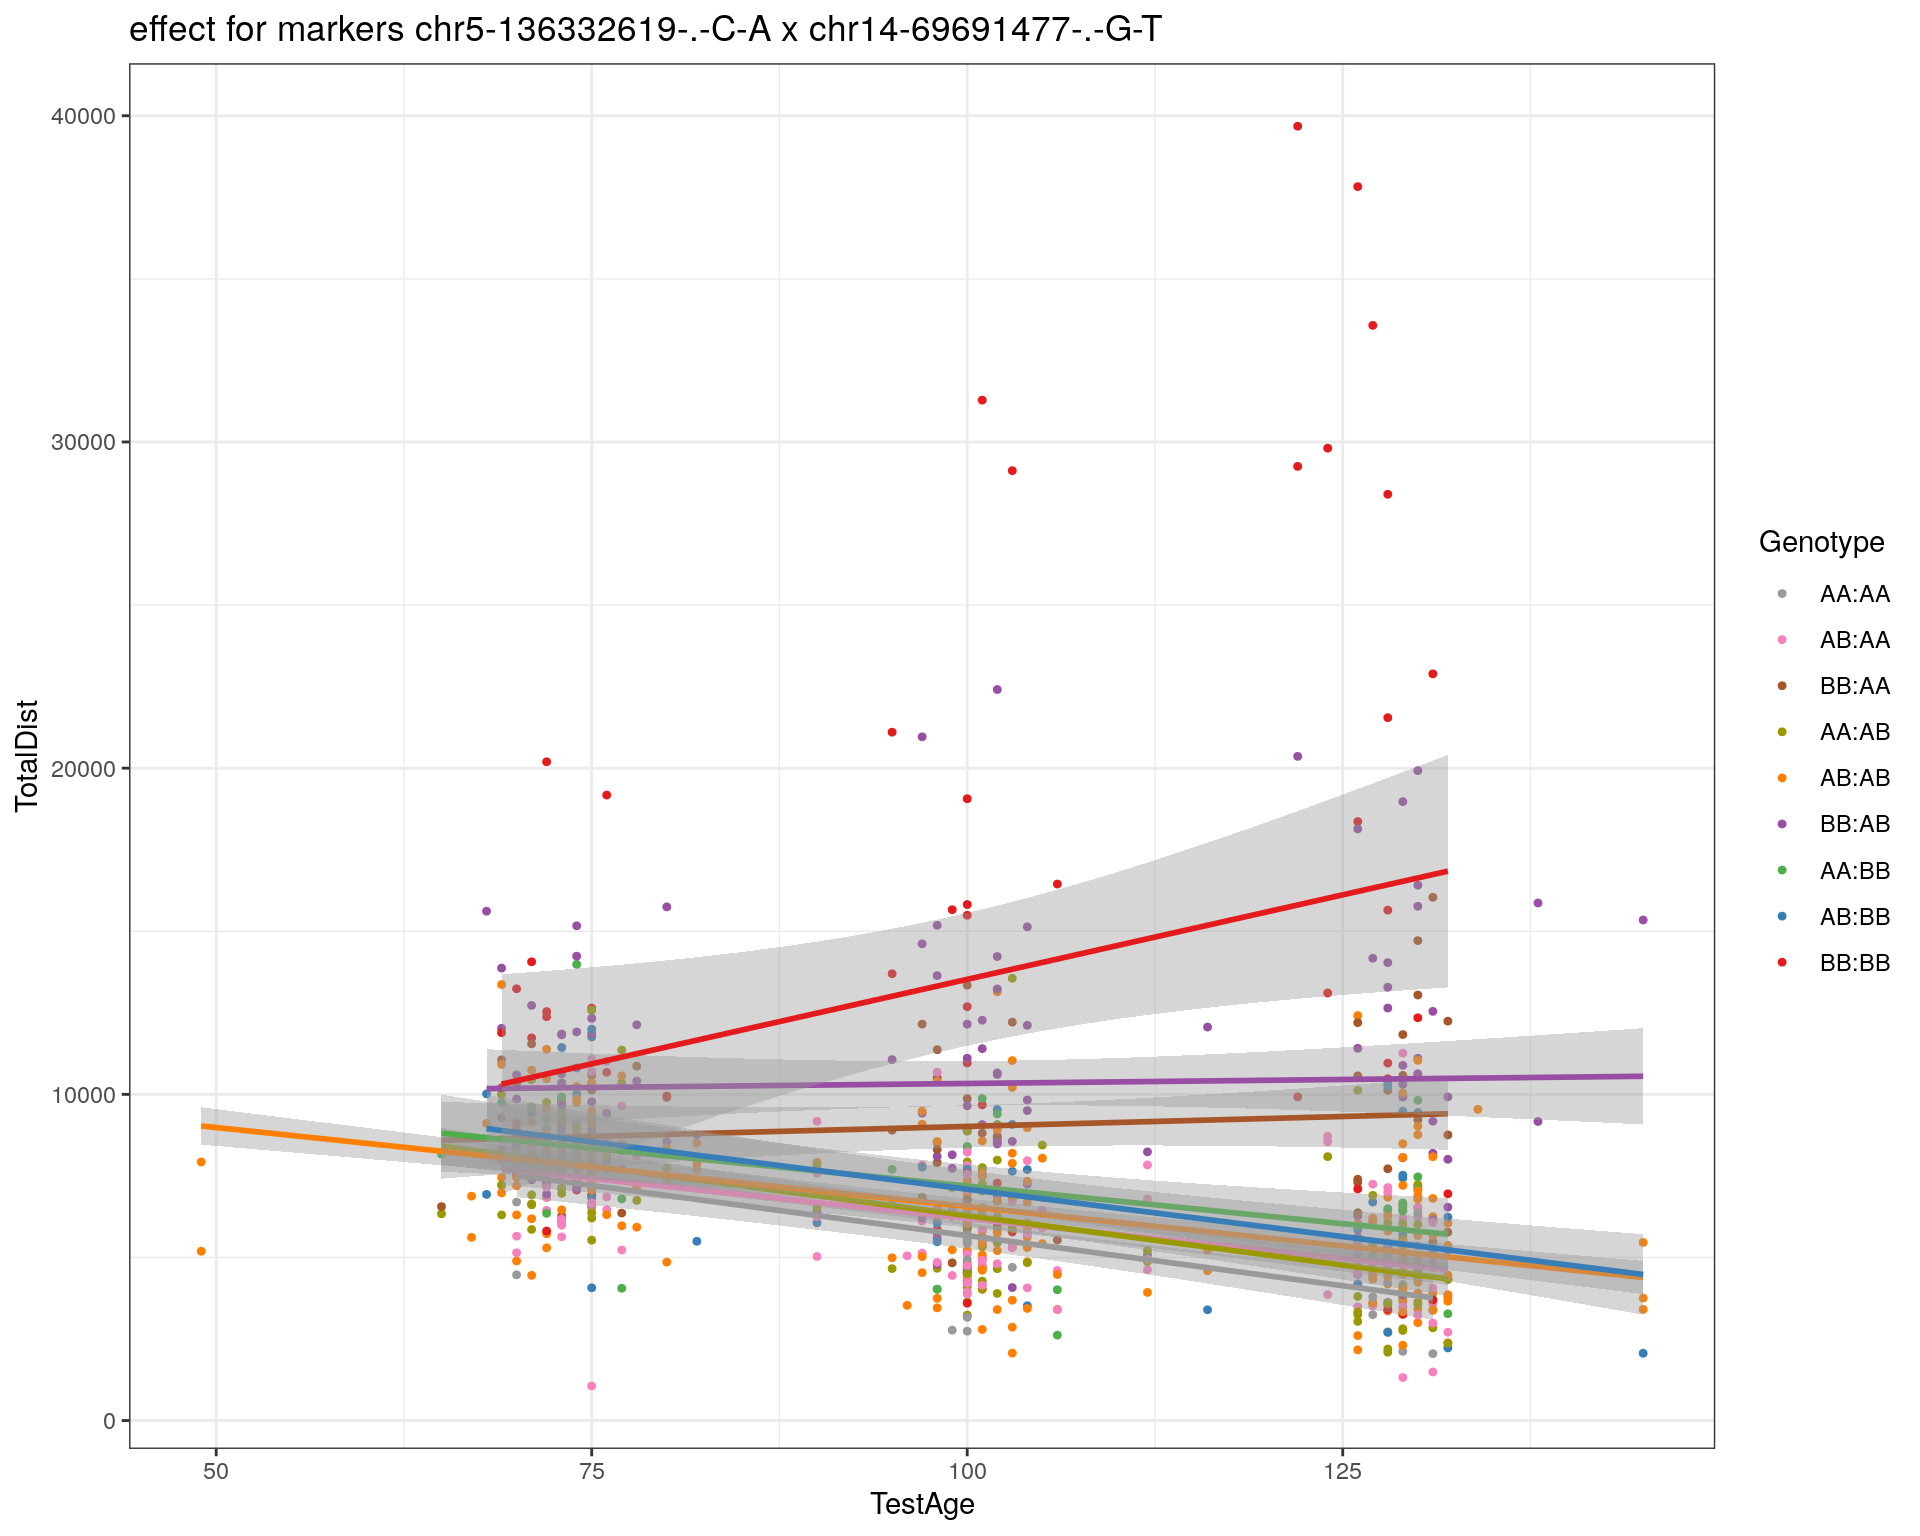 effect for markers chr5-136332619-.-C-A x chr14-69691477-.-G-T
40000
30000
20000
10000
0
TotalDist
50
75
100
125
TestAge
Genotype
AA:AA
AB:AA
BB:AA
AA:AB
AB:AB
BB:AB
AA:BB
AB:BB
BB:BB